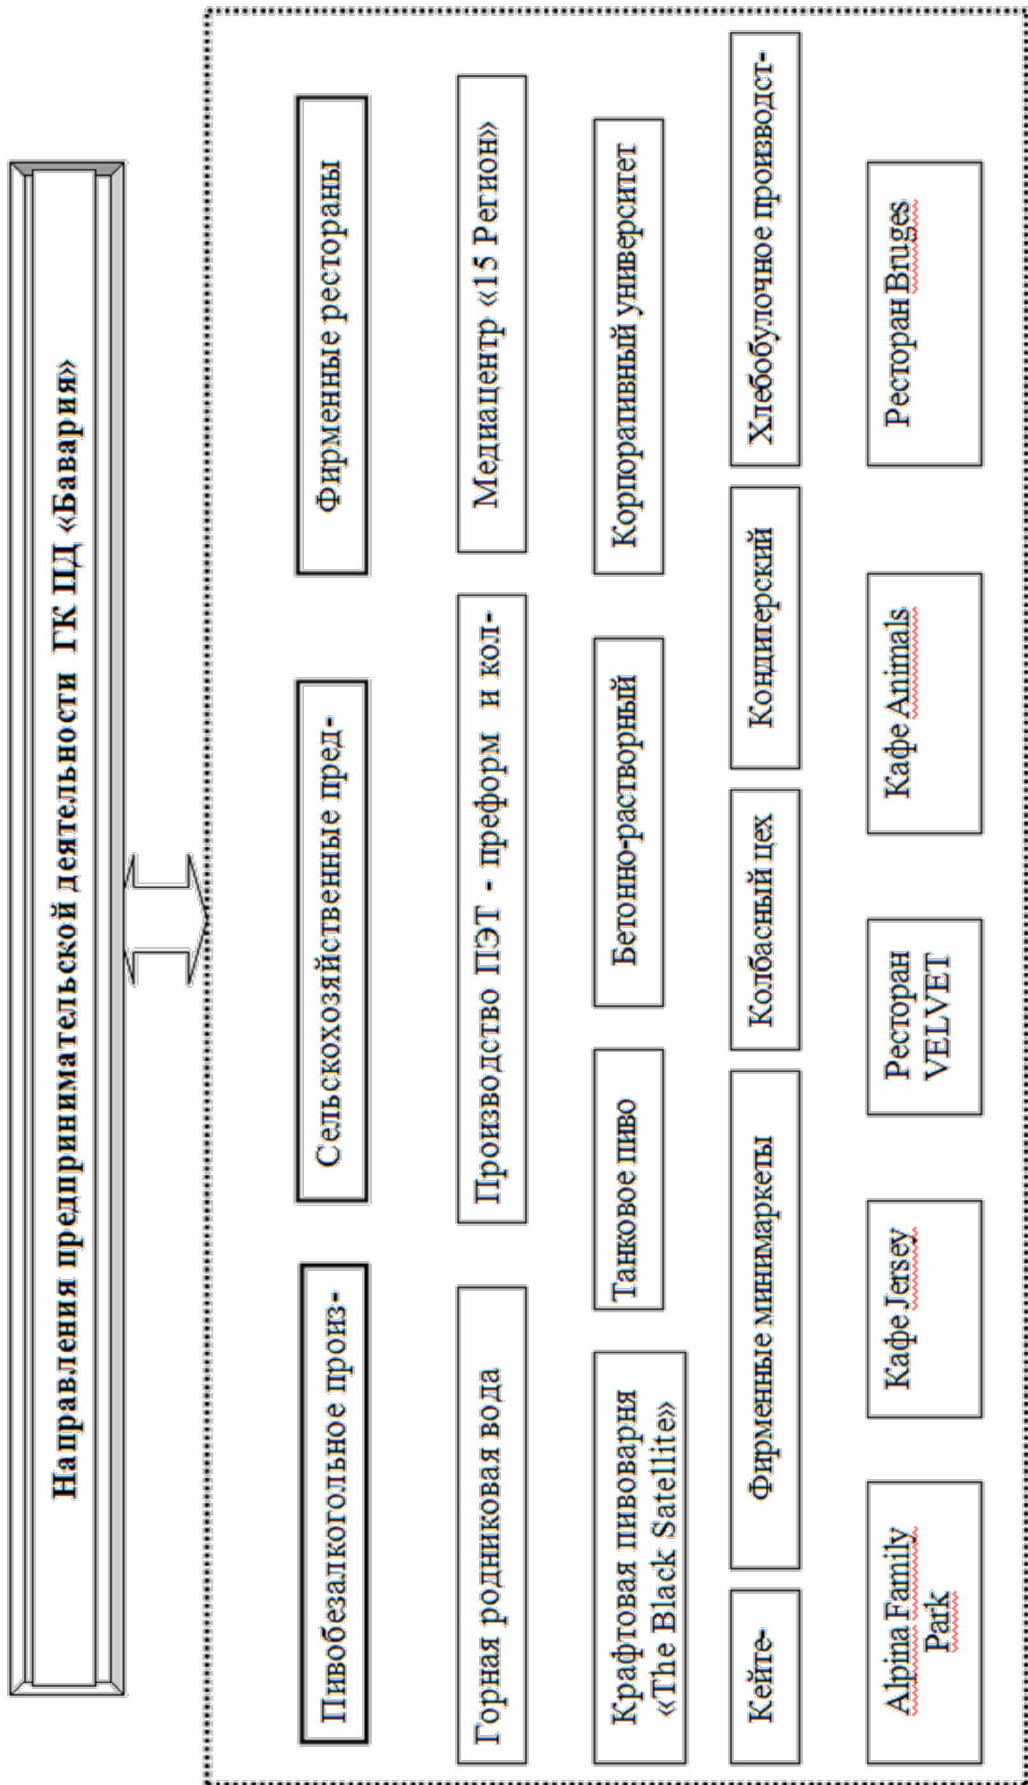 Направления предпринимательской деятельности ГК ПД «Бавария»
Пивобезалкогольное произ-
Сельскохозяйственные пред-
Фирменные рестораны
Горная родниковая вода
Производство ПЭТ - преформ и кол-
Медиацентр «15 Регион»
Крафтовая пивоварня
«The Black Satellite»
Танковое пиво
Бетонно-растворный
Корпоративный университет
Кейте-
Фирменные минимаркеты
Колбасный цех
Кондитерский
Хлебобулочное производст-
Alpina Family
Park
Кафе Jersey
Ресторан
VELVET
Кафе Animals
Ресторан Bruges